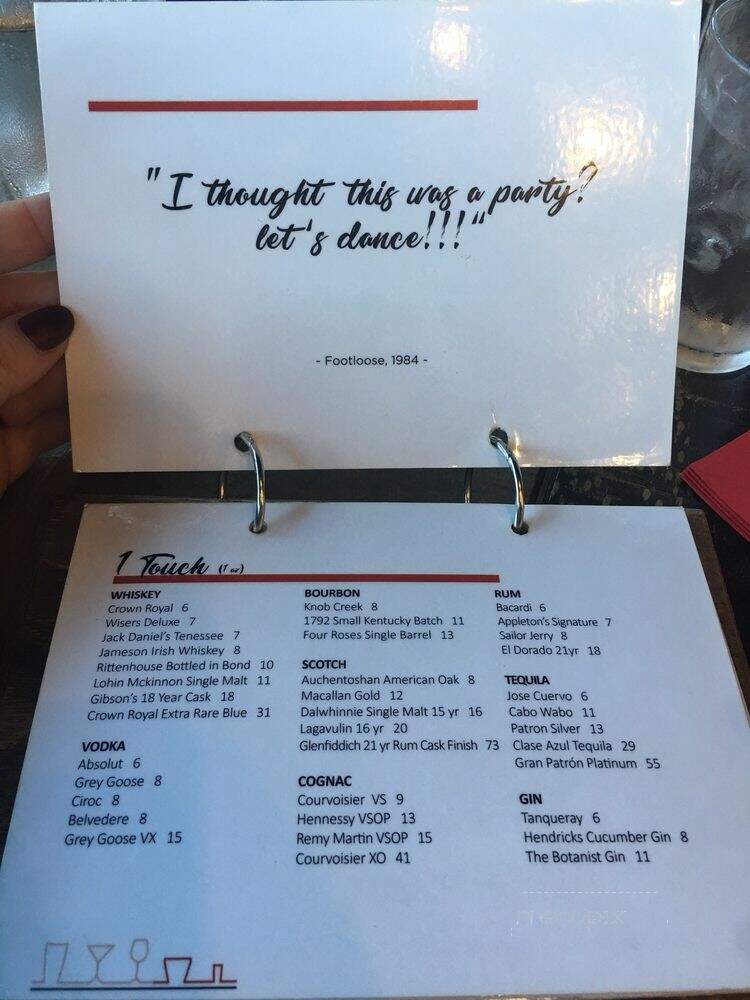 "I thought this was a party?
let's dance!!!"
- Footloose, 1984 -
1 Touch (1 oz)
WHISKEY
Crown Royal 6
Wisers Deluxe 7
Jack Daniel's Tenessee 7
Jameson Irish Whiskey 8
Rittenhouse Bottled in Bond 10
Lohin Mckinnon Single Malt 11
Gibson's 18 Year Cask 18
Crown Royal Extra Rare Blue 31
VODKA
Absolut 6
Grey Goose 8
Ciroc 8
Belvedere 8
Grey Goose VX 15
BOURBON
Knob Creek 8
1792 Small Kentucky Batch 11
Four Roses Single Barrel 13
SCOTCH
Auchentoshan American Oak 8
Macallan Gold 12
Dalwhinnie Single Malt 15 yr 16
Lagavulin 16 yr 20
Glenfiddich 21 yr Rum Cask Finish 73
COGNAC
Courvoisier VS 9
Hennessy VSOP 13
Remy Martin VSOP 15
Courvoisier XO 41
RUM
Bacardi 6
Appleton's Signature 7
Sailor Jerry 8
El Dorado 21yr 18
TEQUILA
Jose Cuervo 6
Cabo Wabo 11
Patron Silver 13
Clase Azul Tequila 29
Gran Patrón Platinum 55
GIN
Tanqueray 6
Hendricks Cucumber Gin 8
The Botanist Gin 11